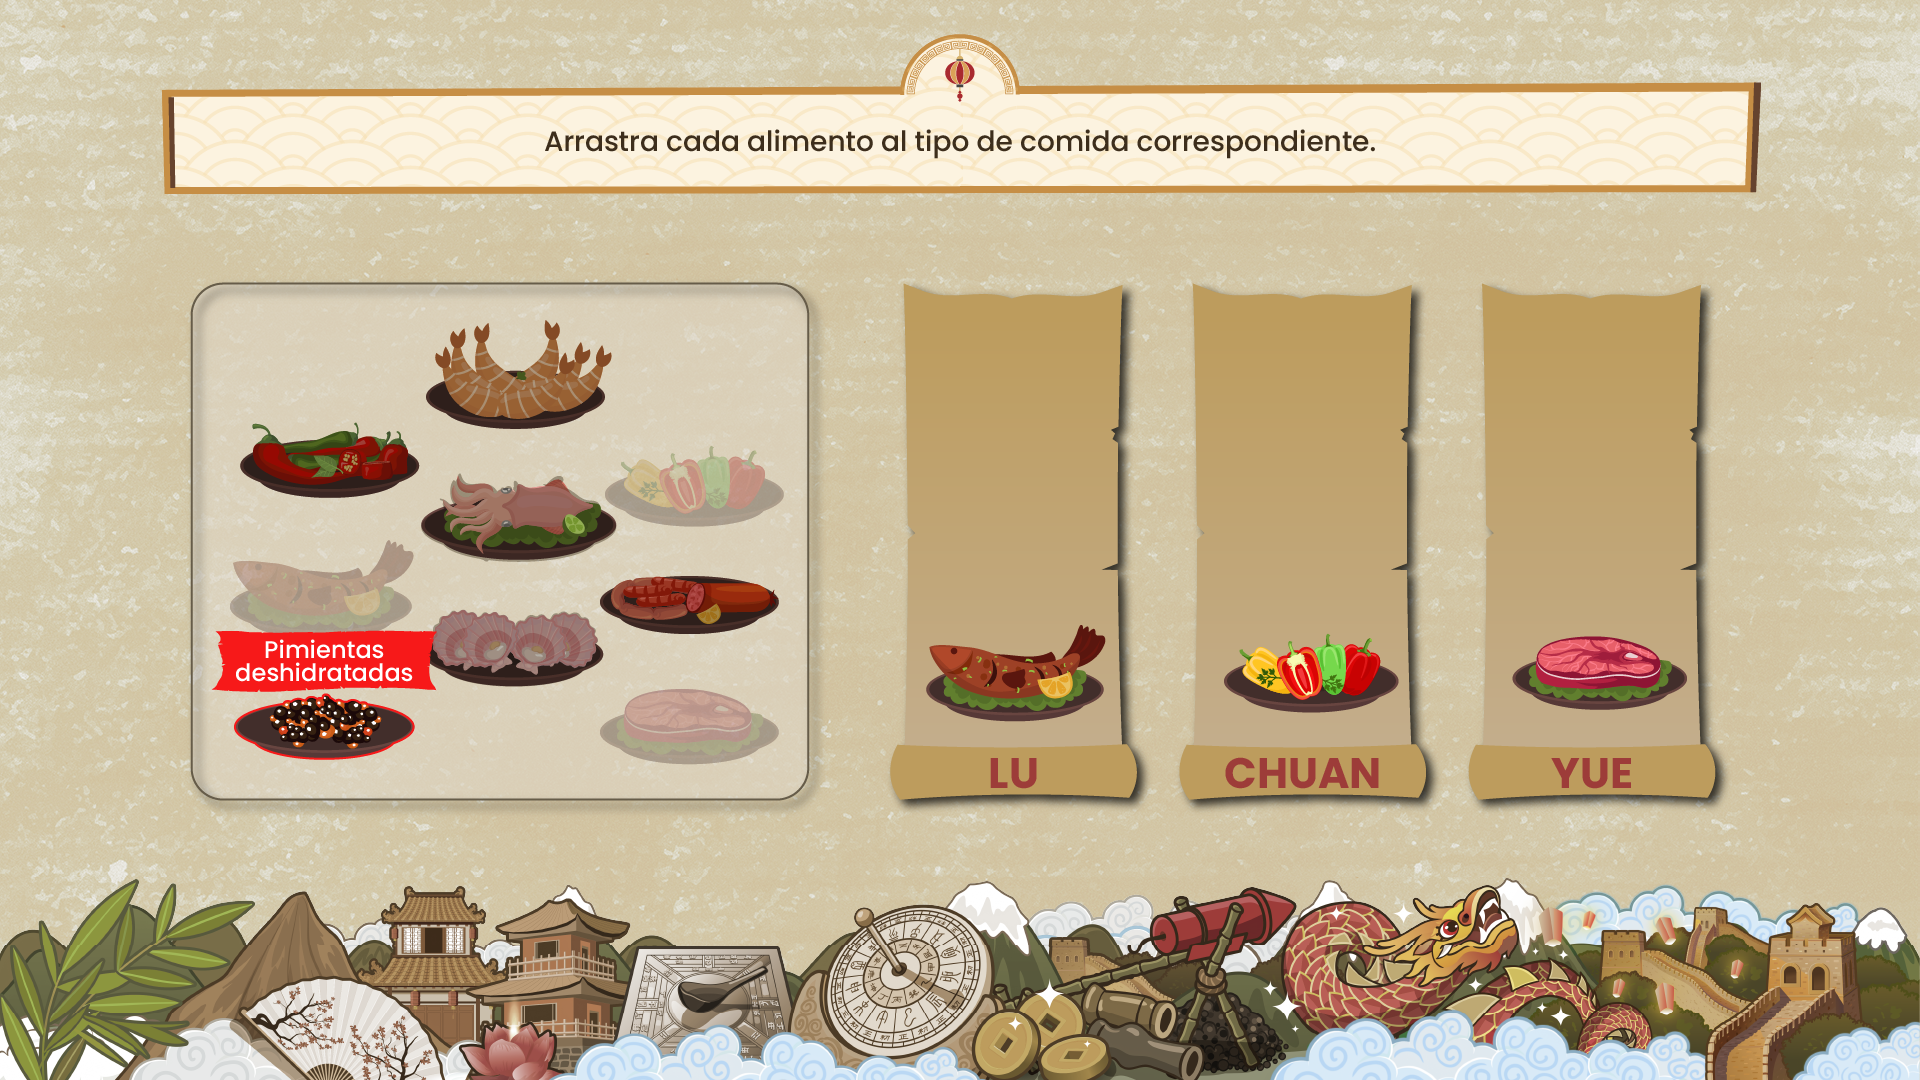 Arrastra cada alimento al tipo de comida correspondiente.
Pimientas
deshidratadas
LU
CHUAN
YUE